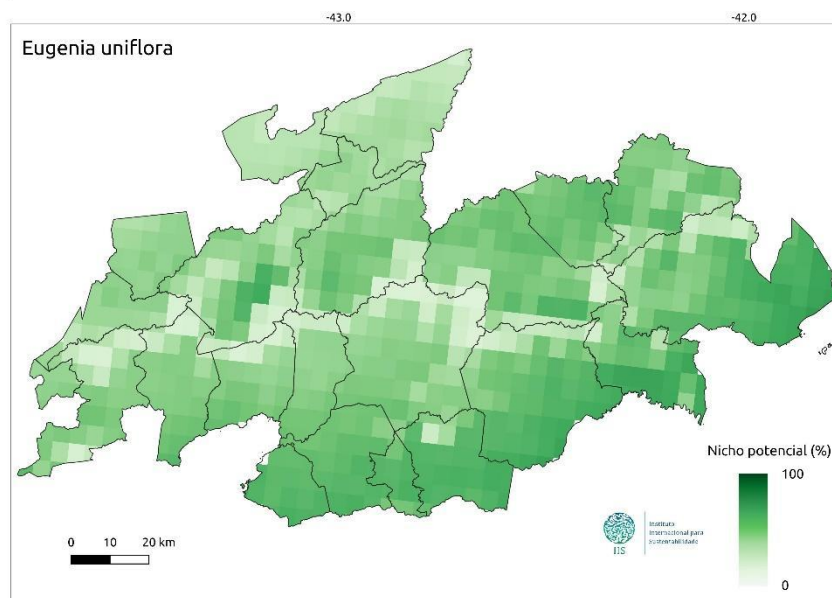 -43.0
-42.0
Eugenia uniflora
Nicho potencial (%)
100
0
0 10 20 km
IIS
Instituto
Internacional para
Sustentabilidade